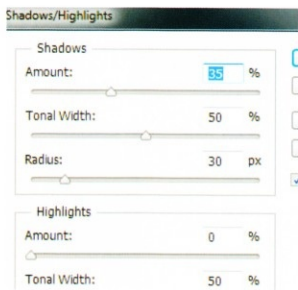 Shadows/Highlights
Shadows
Amount: 35 %
Tonal Width: 50 %
Radius: 30 px
Highlights
Amount: 0 %
Tonal Width: 50 %